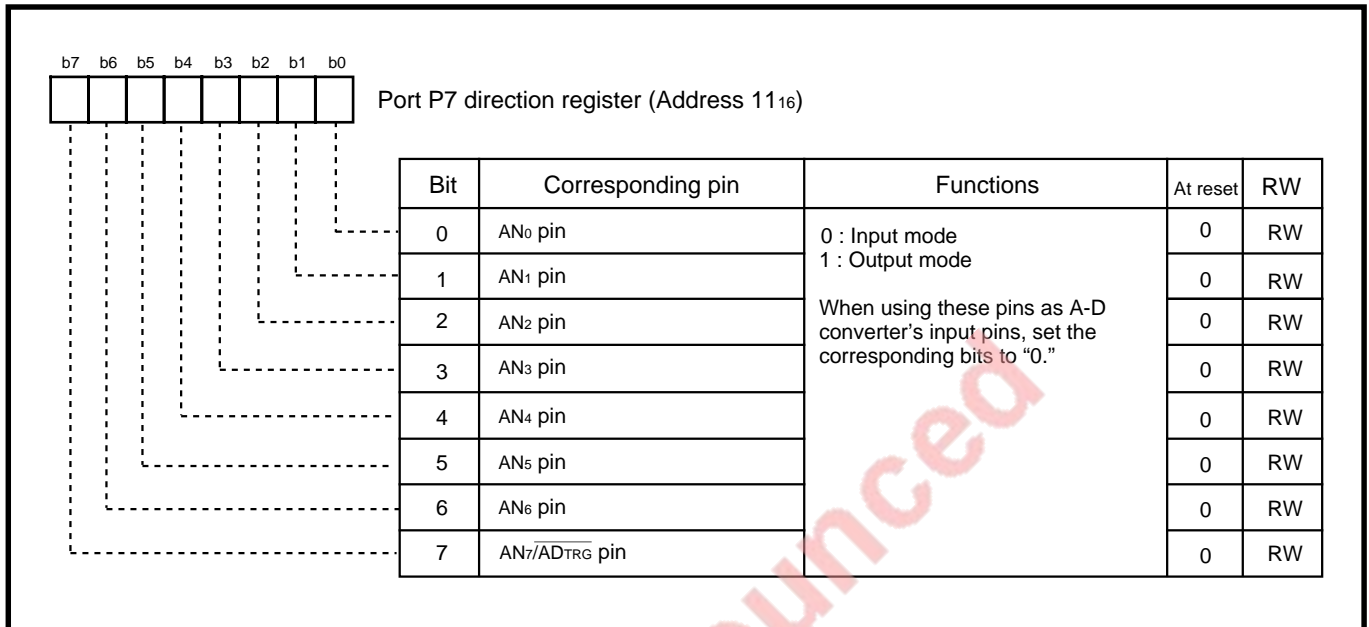 b7 b6 b5 b4 b3 b2 b1 b0
Port P7 direction register (Address 11₁₆)
Bit Corresponding pin Functions At reset RW
0 AN₀ pin 0 : Input mode 0 RW
1 : Output mode
1 AN₁ pin 0 RW
2 AN₂ pin When using these pins as A-D 0 RW
converter’s input pins, set the
corresponding bits to “0.”
3 AN₃ pin 0 RW
4 AN₄ pin 0 RW
5 AN₅ pin 0 RW
6 AN₆ pin 0 RW
7 AN₇/A̅D̅T̅R̅G̅ pin 0 RW
unced